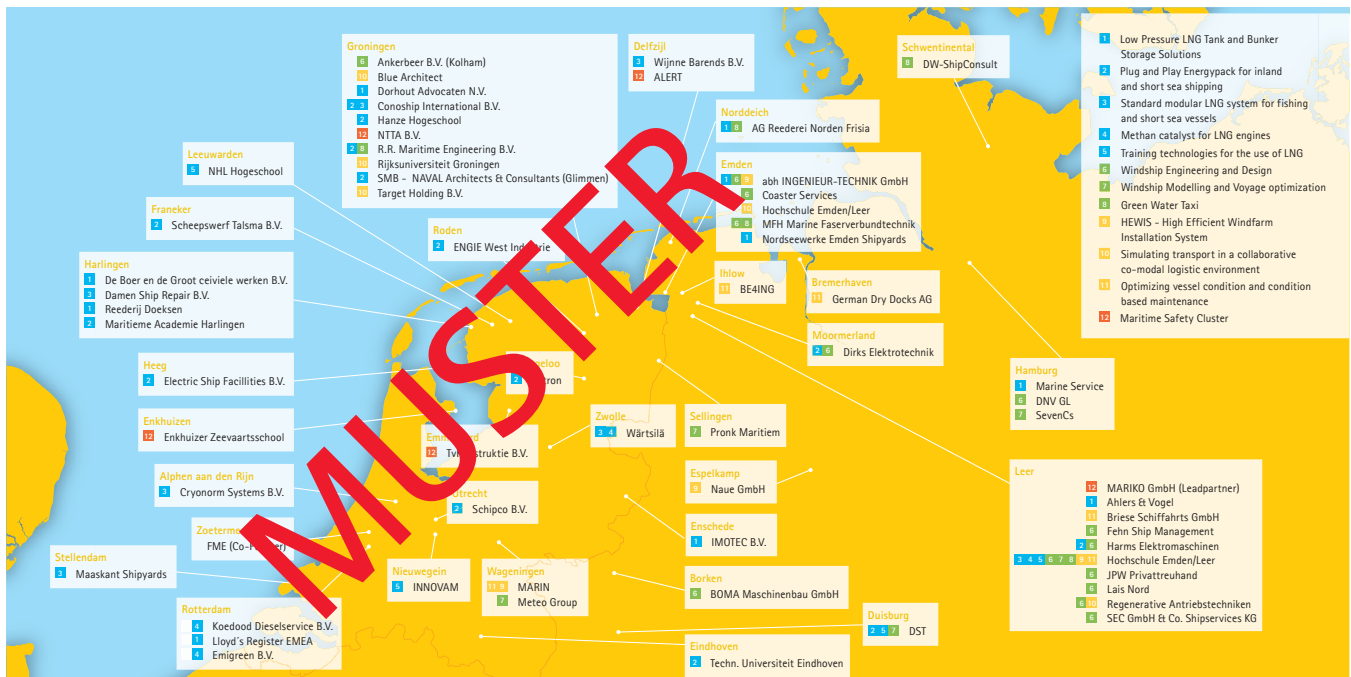 Groningen
6 Ankerbeer B.V. (Kolham)
10 Blue Architect
1 Dorhout Advocaten N.V.
2 3 Conoship International B.V.
2 Hanze Hogeschool
12 NTTA B.V.
2 8 R.R. Maritime Engineering B.V.
10 Rijksuniversiteit Groningen
2 SMB - NAVAL Architects & Consultants (Glimmen)
10 Target Holding B.V.
Delfzijl
3 Wijnne Barends B.V.
12 ALERT
Schwentinental
8 DW-ShipConsult
1 Low Pressure LNG Tank and Bunker
Storage Solutions
2 Plug and Play Energypack for inland
and short sea shipping
3 Standard modular LNG system for fishing
and short sea vessels
4 Methan catalyst for LNG engines
5 Training technologies for the use of LNG
6 Windship Engineering and Design
7 Windship Modelling and Voyage optimization
8 Green Water Taxi
9 HEWIS - High Efficient Windfarm
Installation System
10 Simulating transport in a collaborative
co-modal logistic environment
11 Optimizing vessel condition and condition
based maintenance
12 Maritime Safety Cluster
Norddeich
1 8 AG Reederei Norden Frisia
Leeuwarden
5 NHL Hogeschool
Emden
1 6 9 abh INGENIEUR-TECHNIK GmbH
6 Coaster Services
10 Hochschule Emden/Leer
6 8 MFH Marine Faserverbundtechnik
1 Nordseewerke Emden Shipyards
Franeker
2 Scheepswerf Talsma B.V.
Roden
2 ENGIE West Industrie
Harlingen
1 De Boer en de Groot ceiviele werken B.V.
3 Damen Ship Repair B.V.
1 Reederij Doeksen
2 Maritieme Academie Harlingen
Ihlow
11 BE4ING
Bremerhaven
11 German Dry Docks AG
Moormerland
2 6 Dirks Elektrotechnik
Heeg
2 Electric Ship Facillities B.V.
2
Hamburg
1 Marine Service
6 DNV GL
7 SevenCs
Enkhuizen
12 Enkhuizer Zeevaartsschool
12
Zwolle
3 4 Wärtsilä
Sellingen
7 Pronk Maritiem
Alphen aan den Rijn
3 Cryonorm Systems B.V.
Utrecht
2 Schipco B.V.
Espelkamp
9 Naue GmbH
Leer
12 MARIKO GmbH (Leadpartner)
1 Ahlers & Vogel
11 Briese Schiffahrts GmbH
6 Fehn Ship Management
2 6 Harms Elektromaschinen
3 4 5 6 7 8 9 11 Hochschule Emden/Leer
6 JPW Privattreuhand
6 Lais Nord
6 10 Regenerative Antriebstechniken
6 SEC GmbH & Co. Shipservices KG
FME
Enschede
1 IMOTEC B.V.
Stellendam
3 Maaskant Shipyards
Nieuwegein
5 INNOVAM
Wageningen
11 9 MARIN
7 Meteo Group
Borken
6 BOMA Maschinenbau GmbH
Rotterdam
4 Koedood Dieselservice B.V.
1 Lloyd´s Register EMEA
4 Emigreen B.V.
Duisburg
2 5 7 DST
Eindhoven
2 Techn. Universiteit Eindhoven
MUSTER